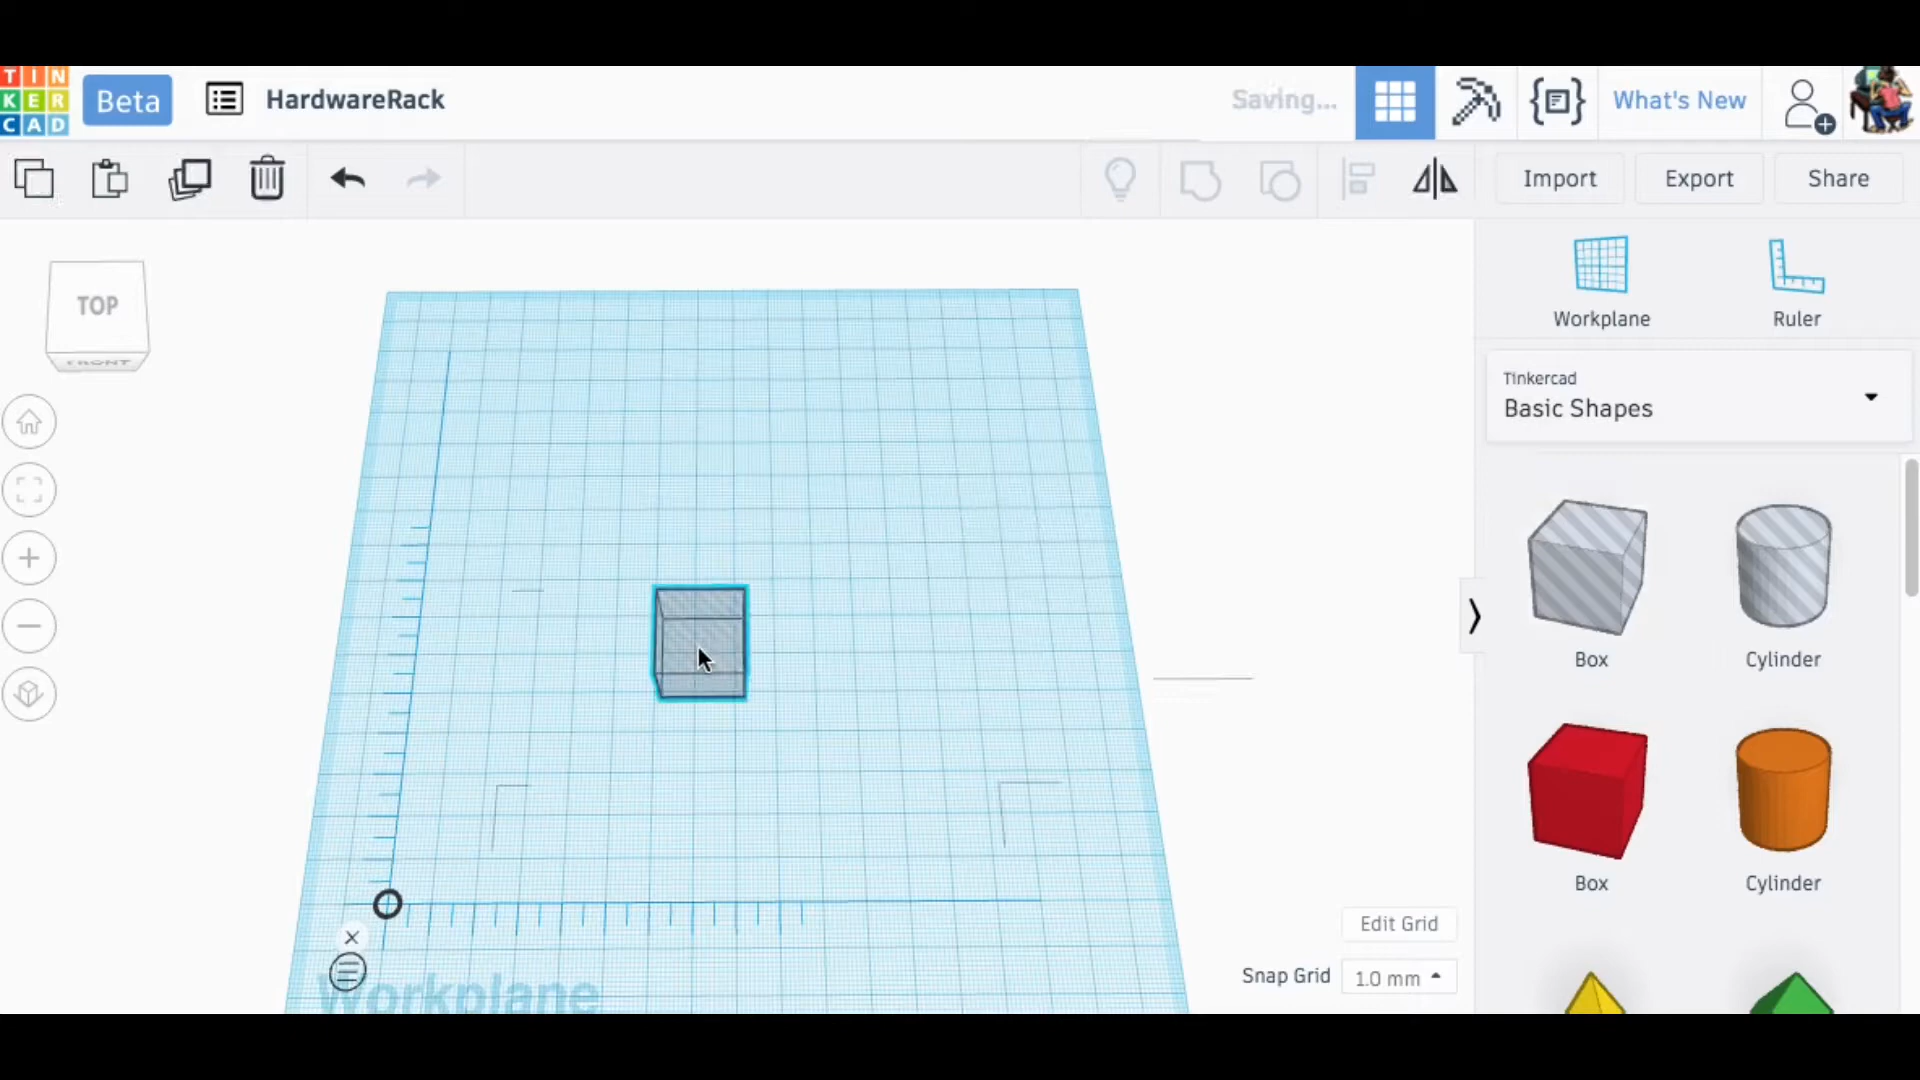 TIN
KER
CAD
Beta
HardwareRack
Saving...
What's New
Import
Export
Share
TOP
FRONT
Workplane
Ruler
Tinkercad
Basic Shapes
Box
Cylinder
Box
Cylinder
Edit Grid
Snap Grid
1.0 mm
Workplane